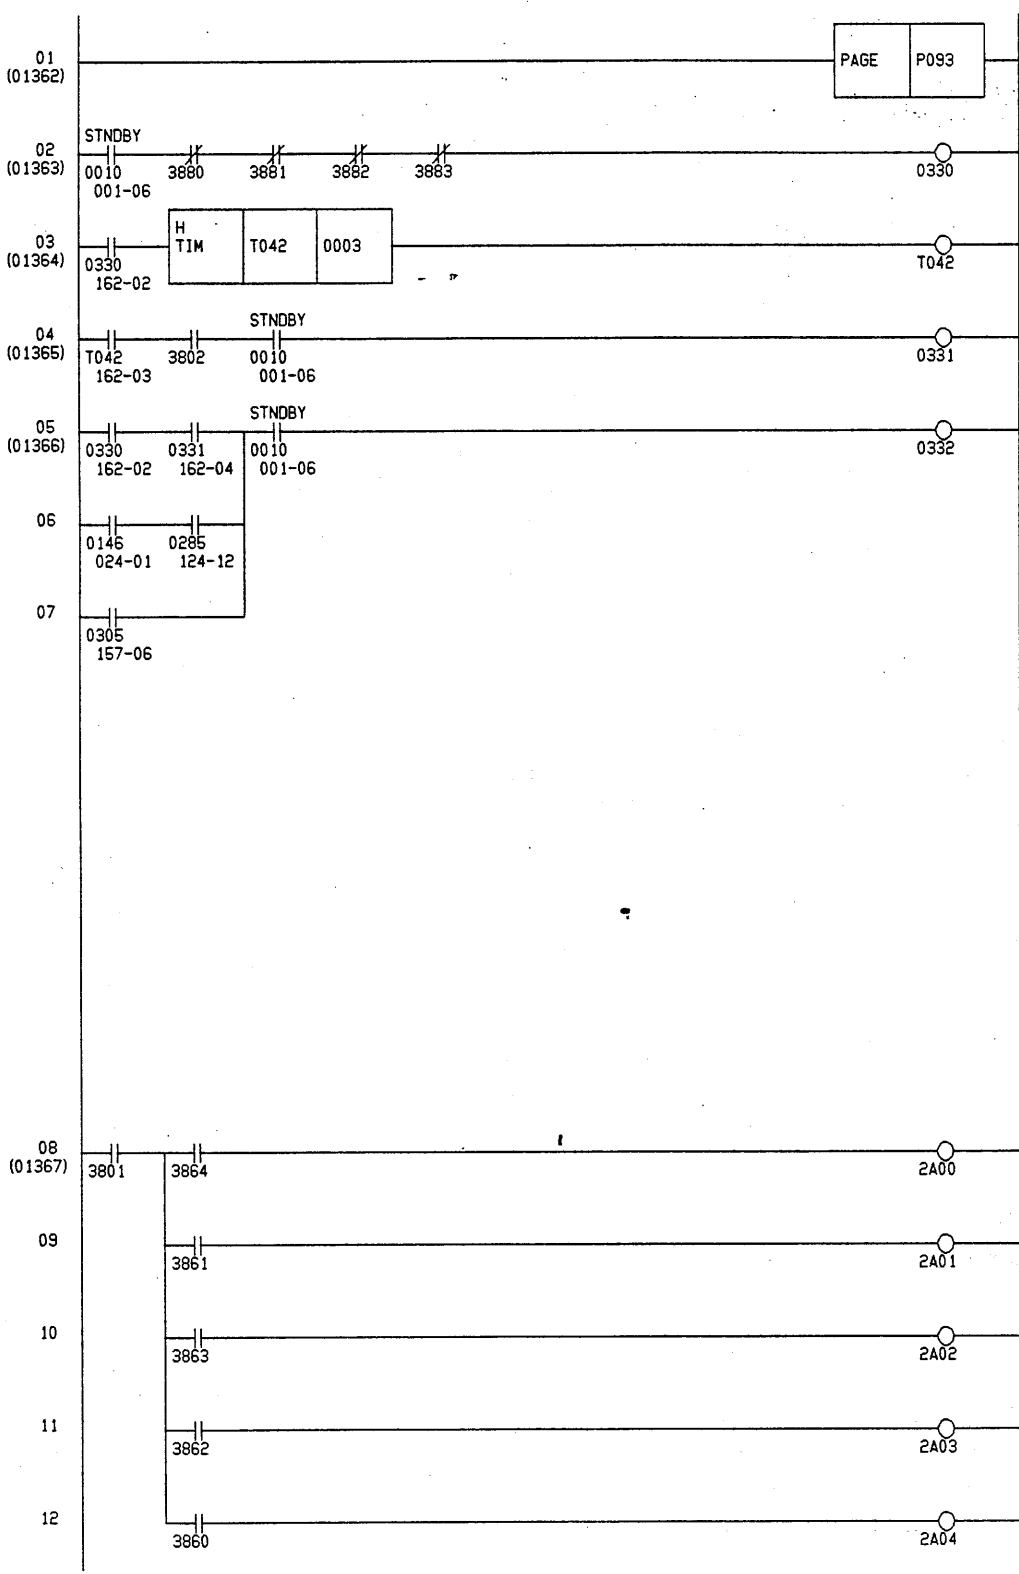 01
(01362)
PAGE P093
STNDBY
02
(01363)
0010 3880 3881 3882 3883 0330
001-06
03
(01364)
H
TIM T042 0003
0330 T042
162-02
STNDBY
04
(01365)
T042 3802 0010 0331
162-03 001-06
STNDBY
05
(01366)
0330 0331 0010 0332
162-02 162-04 001-06
06
0146 0285
024-01 124-12
07
0305
157-06
08
(01367)
3801 3864 2A00
09
3861 2A01
10
3863 2A02
11
3862 2A03
12
3860 2A04